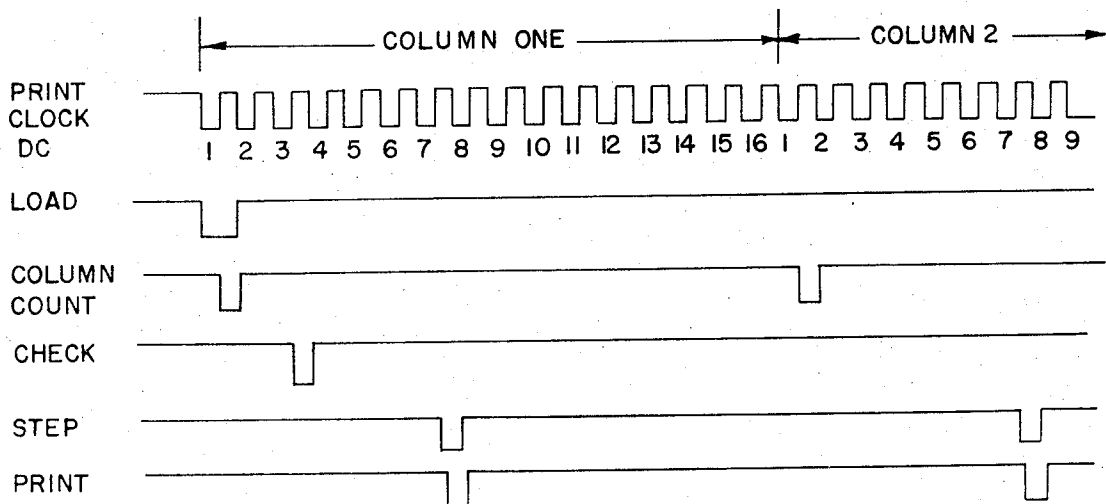 COLUMN ONE COLUMN 2
PRINT
CLOCK
DC
1 2 3 4 5 6 7 8 9 10 11 12 13 14 15 16 1 2 3 4 5 6 7 8 9
LOAD
COLUMN
COUNT
CHECK
STEP
PRINT